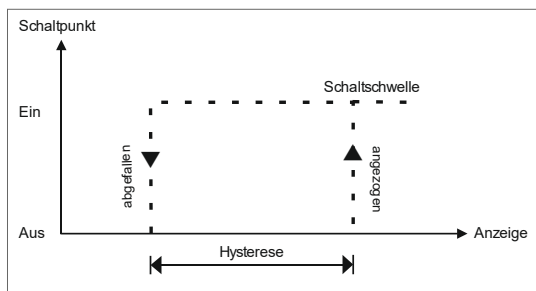 Schaltpunkt
Schaltschwelle
Ein
abgefallen
angezogen
Aus
Anzeige
Hysterese